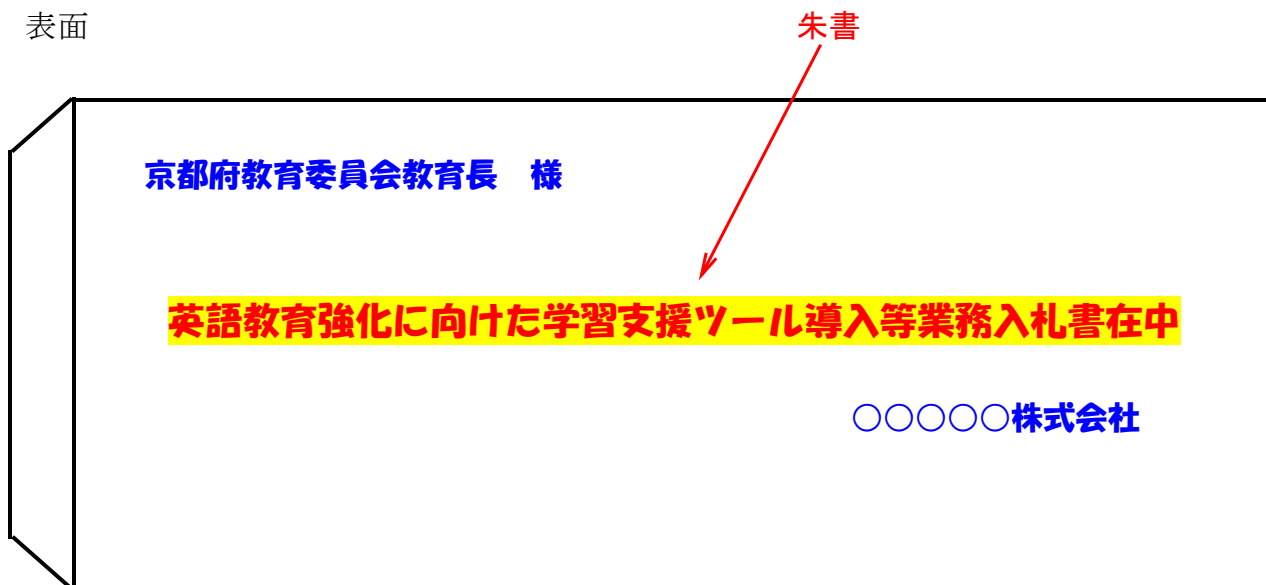 表面
朱書
京都府教育委員会教育長　様
英語教育強化に向けた学習支援ツール導入等業務入札書在中
○○○○○株式会社